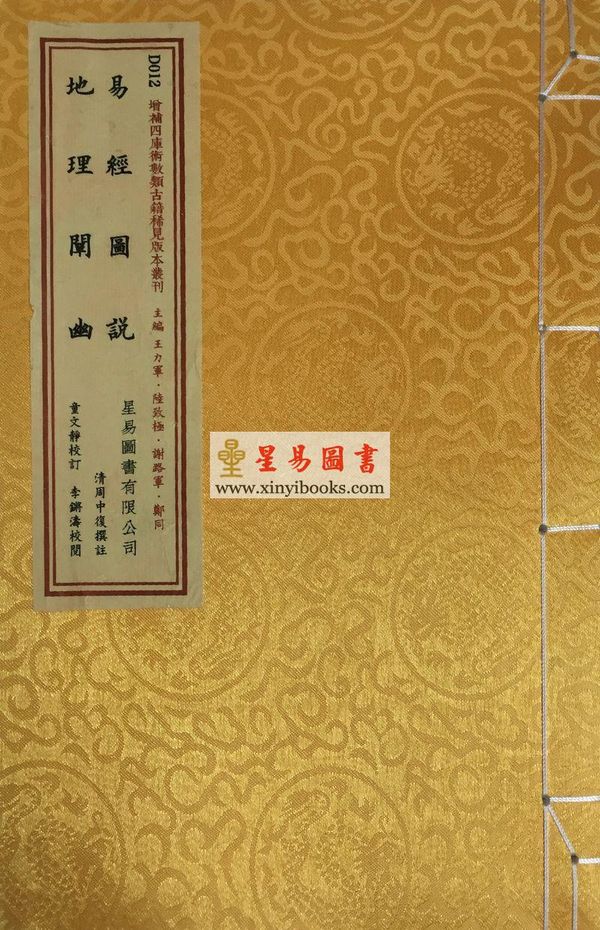 D012
增補四庫術數類古籍稀見版本叢刊
主編 王力軍·陸致極·謝路軍·鄭同
易經圖説
地理闡幽
星易圖書有限公司
清周中復撰註
童文靜校訂 李鏘濤校閱
星易圖書
www.xinyibooks.com